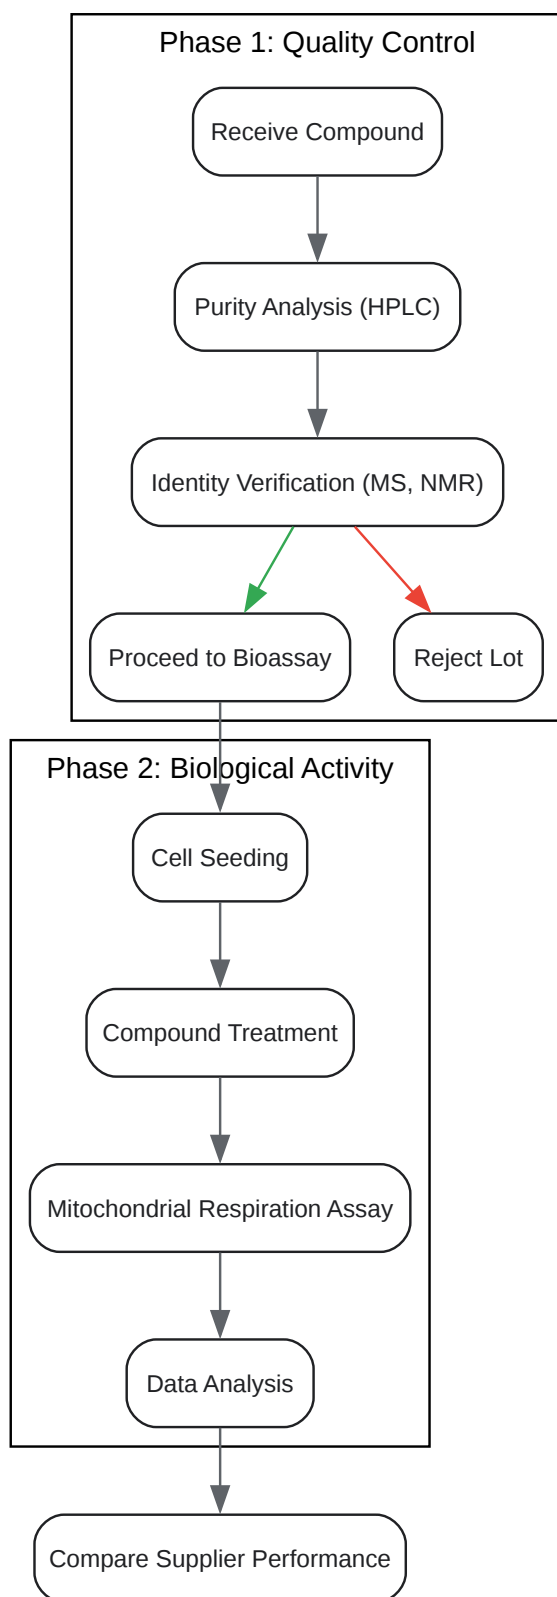 Phase 1: Quality Control
Receive Compound
Purity Analysis (HPLC)
Identity Verification (MS, NMR)
Proceed to Bioassay
Reject Lot
Phase 2: Biological Activity
Cell Seeding
Compound Treatment
Mitochondrial Respiration Assay
Data Analysis
Compare Supplier Performance